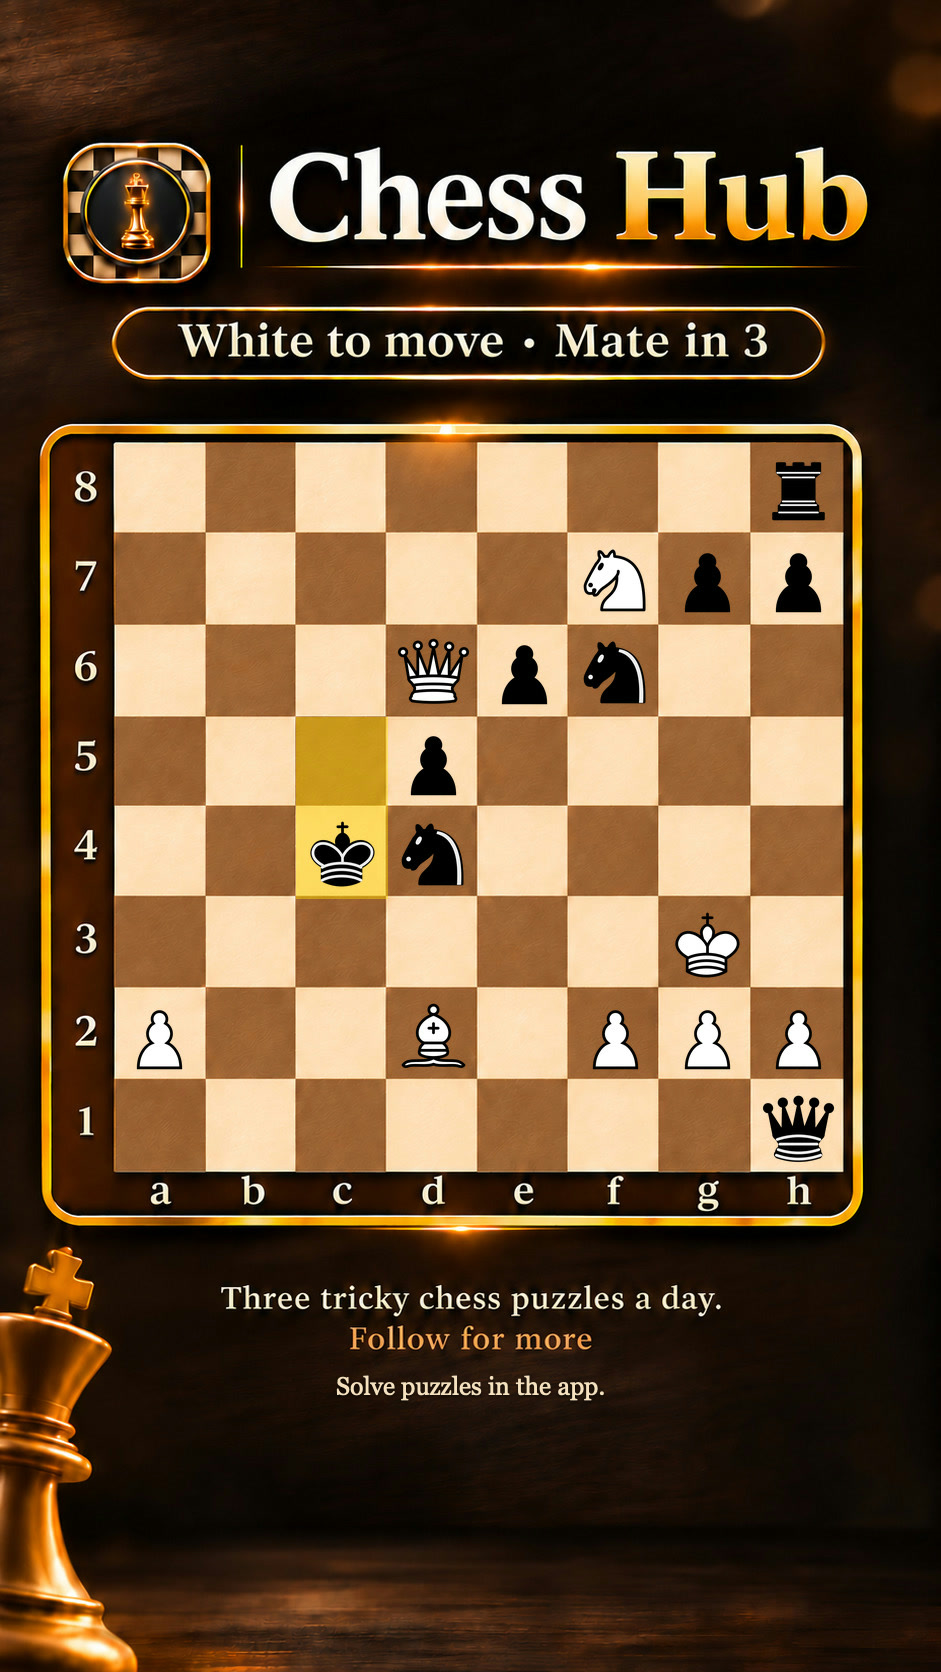 Chess Hub
White to move • Mate in 3
8
7
6
5
4
3
2
1
a b c d e f g h
Three tricky chess puzzles a day.
Follow for more
Solve puzzles in the app.